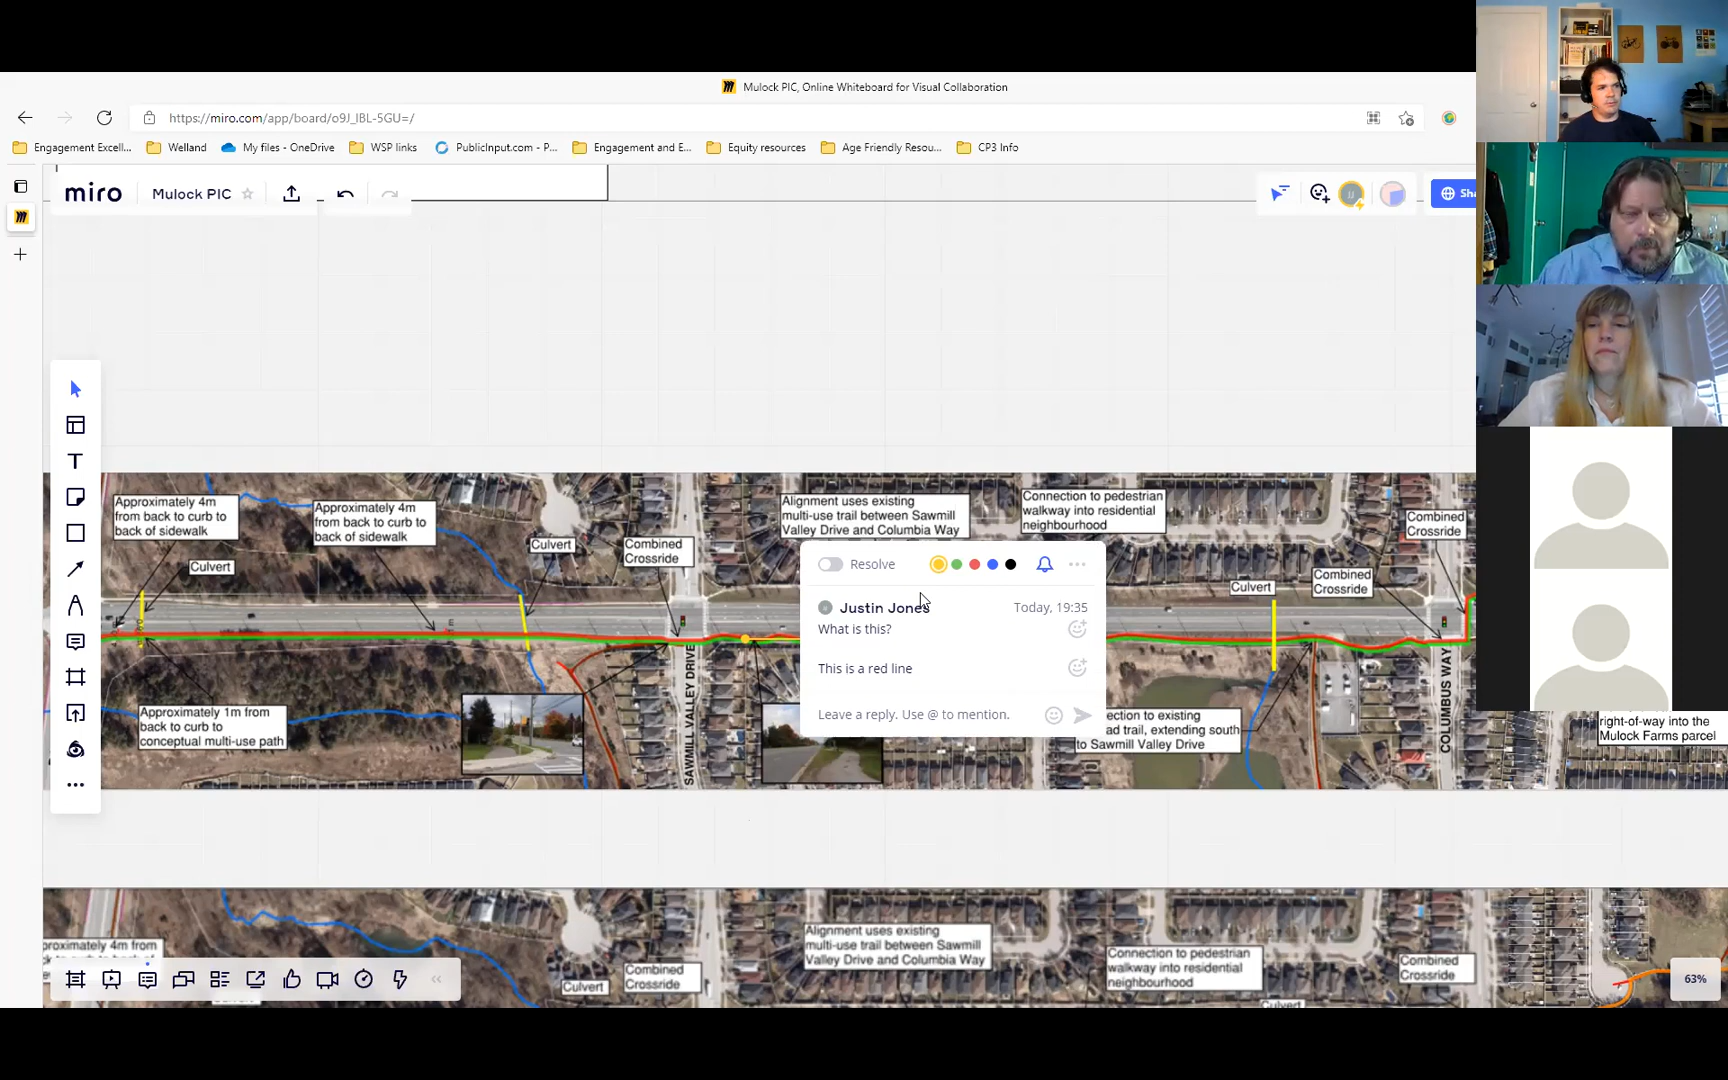 Mulock PIC, Online Whiteboard for Visual Collaboration
https://miro.com/app/board/o9J_lBL-5GU=/
Engagement Excell...
Welland
My files - OneDrive
WSP links
PublicInput.com - P...
Engagement and E...
Equity resources
Age Friendly Resou...
CP3 Info
miro
Mulock PIC
Sha
Approximately 4m
from back to curb to
back of sidewalk
Approximately 4m
from back to curb to
back of sidewalk
Culvert
Culvert
Combined
Crossride
Alignment uses existing
multi-use trail between Sawmill
Valley Drive and Columbia Way
Connection to pedestrian
walkway into residential
neighbourhood
Combined
Crossride
Culvert
Combined
Crossride
Resolve
Justin Jones
Today, 19:35
What is this?
This is a red line
Leave a reply. Use @ to mention.
Approximately 1m from
back to curb to
conceptual multi-use path
SAWMILL VALLEY DRIVE
ection to existing
ad trail, extending south
to Sawmill Valley Drive
COLUMBUS WAY
right-of-way into the
Mulock Farms parcel
proximately 4m from
Combined
Crossride
Culvert
Alignment uses existing
multi-use trail between Sawmill
Valley Drive and Columbia Way
Connection to pedestrian
walkway into residential
neighbourhood
Culvert
Combined
Crossride
63%